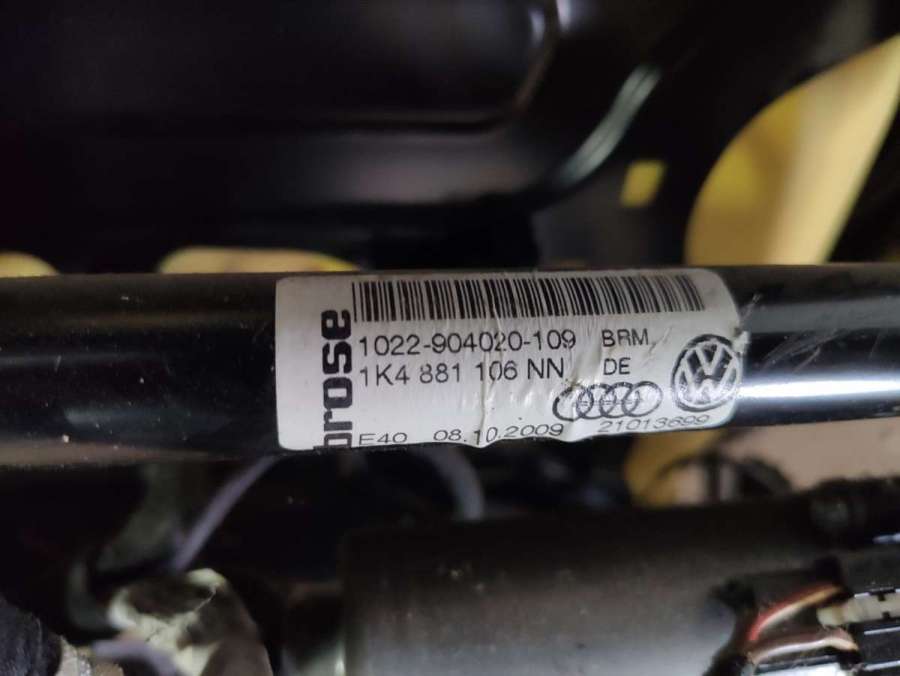 brose
1022-904020-109 BRM
1K4 881 106 NN DE
E40 08.10.2009 21013699